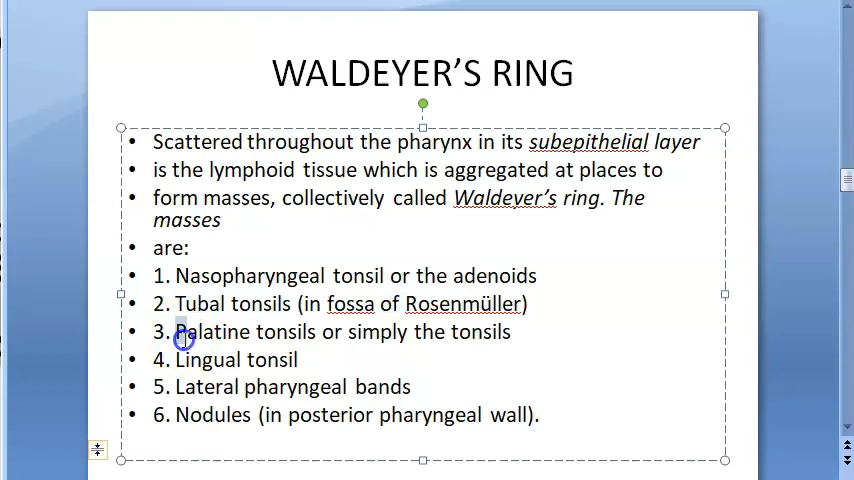 WALDEYER’S RING
• Scattered throughout the pharynx in its subepithelial layer
• is the lymphoid tissue which is aggregated at places to
• form masses, collectively called Waldeyer’s ring. The
masses
• are:
• 1. Nasopharyngeal tonsil or the adenoids
• 2. Tubal tonsils (in fossa of Rosenmüller)
• 3. Palatine tonsils or simply the tonsils
• 4. Lingual tonsil
• 5. Lateral pharyngeal bands
• 6. Nodules (in posterior pharyngeal wall).